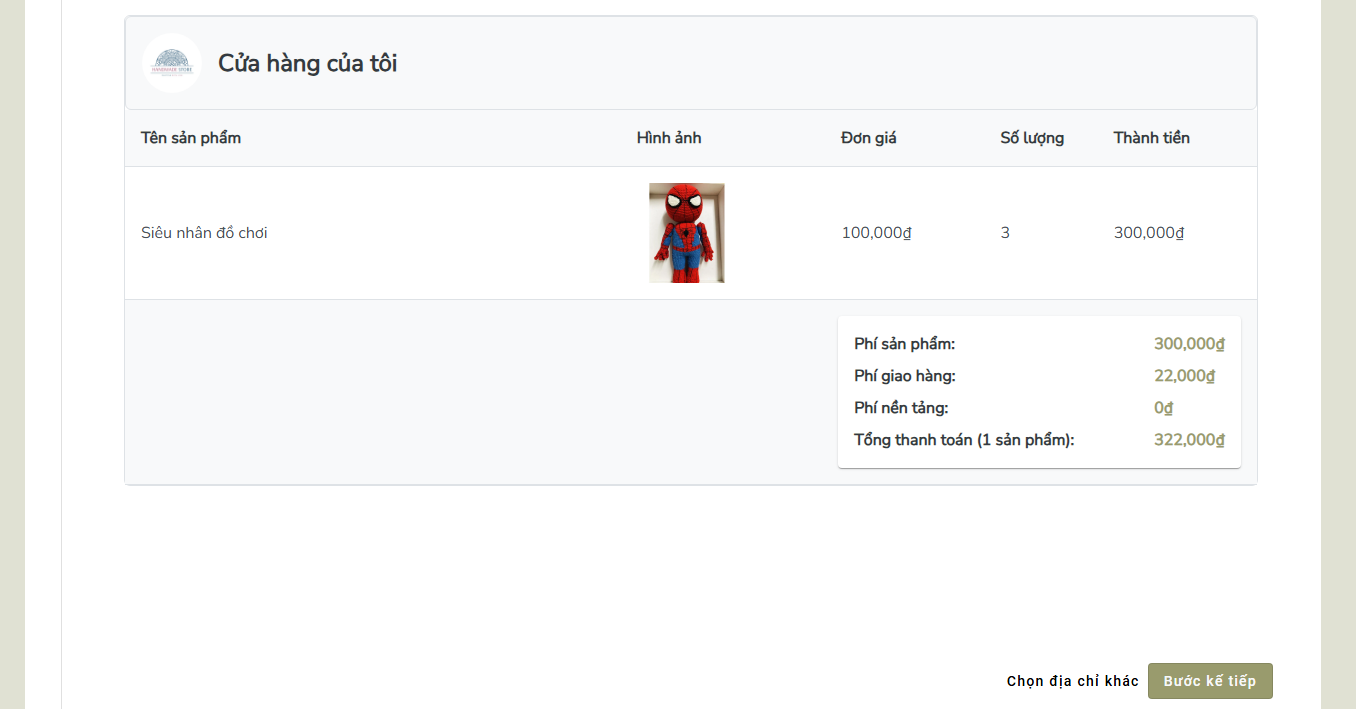 HANDMADE STORE
Cửa hàng của tôi
Tên sản phẩm Hình ảnh Đơn giá Số lượng Thành tiền
Siêu nhân đồ chơi 100,000₫ 3 300,000₫
Phí sản phẩm: 300,000₫
Phí giao hàng: 22,000₫
Phí nền tảng: 0₫
Tổng thanh toán (1 sản phẩm): 322,000₫
Chọn địa chỉ khác Bước kế tiếp